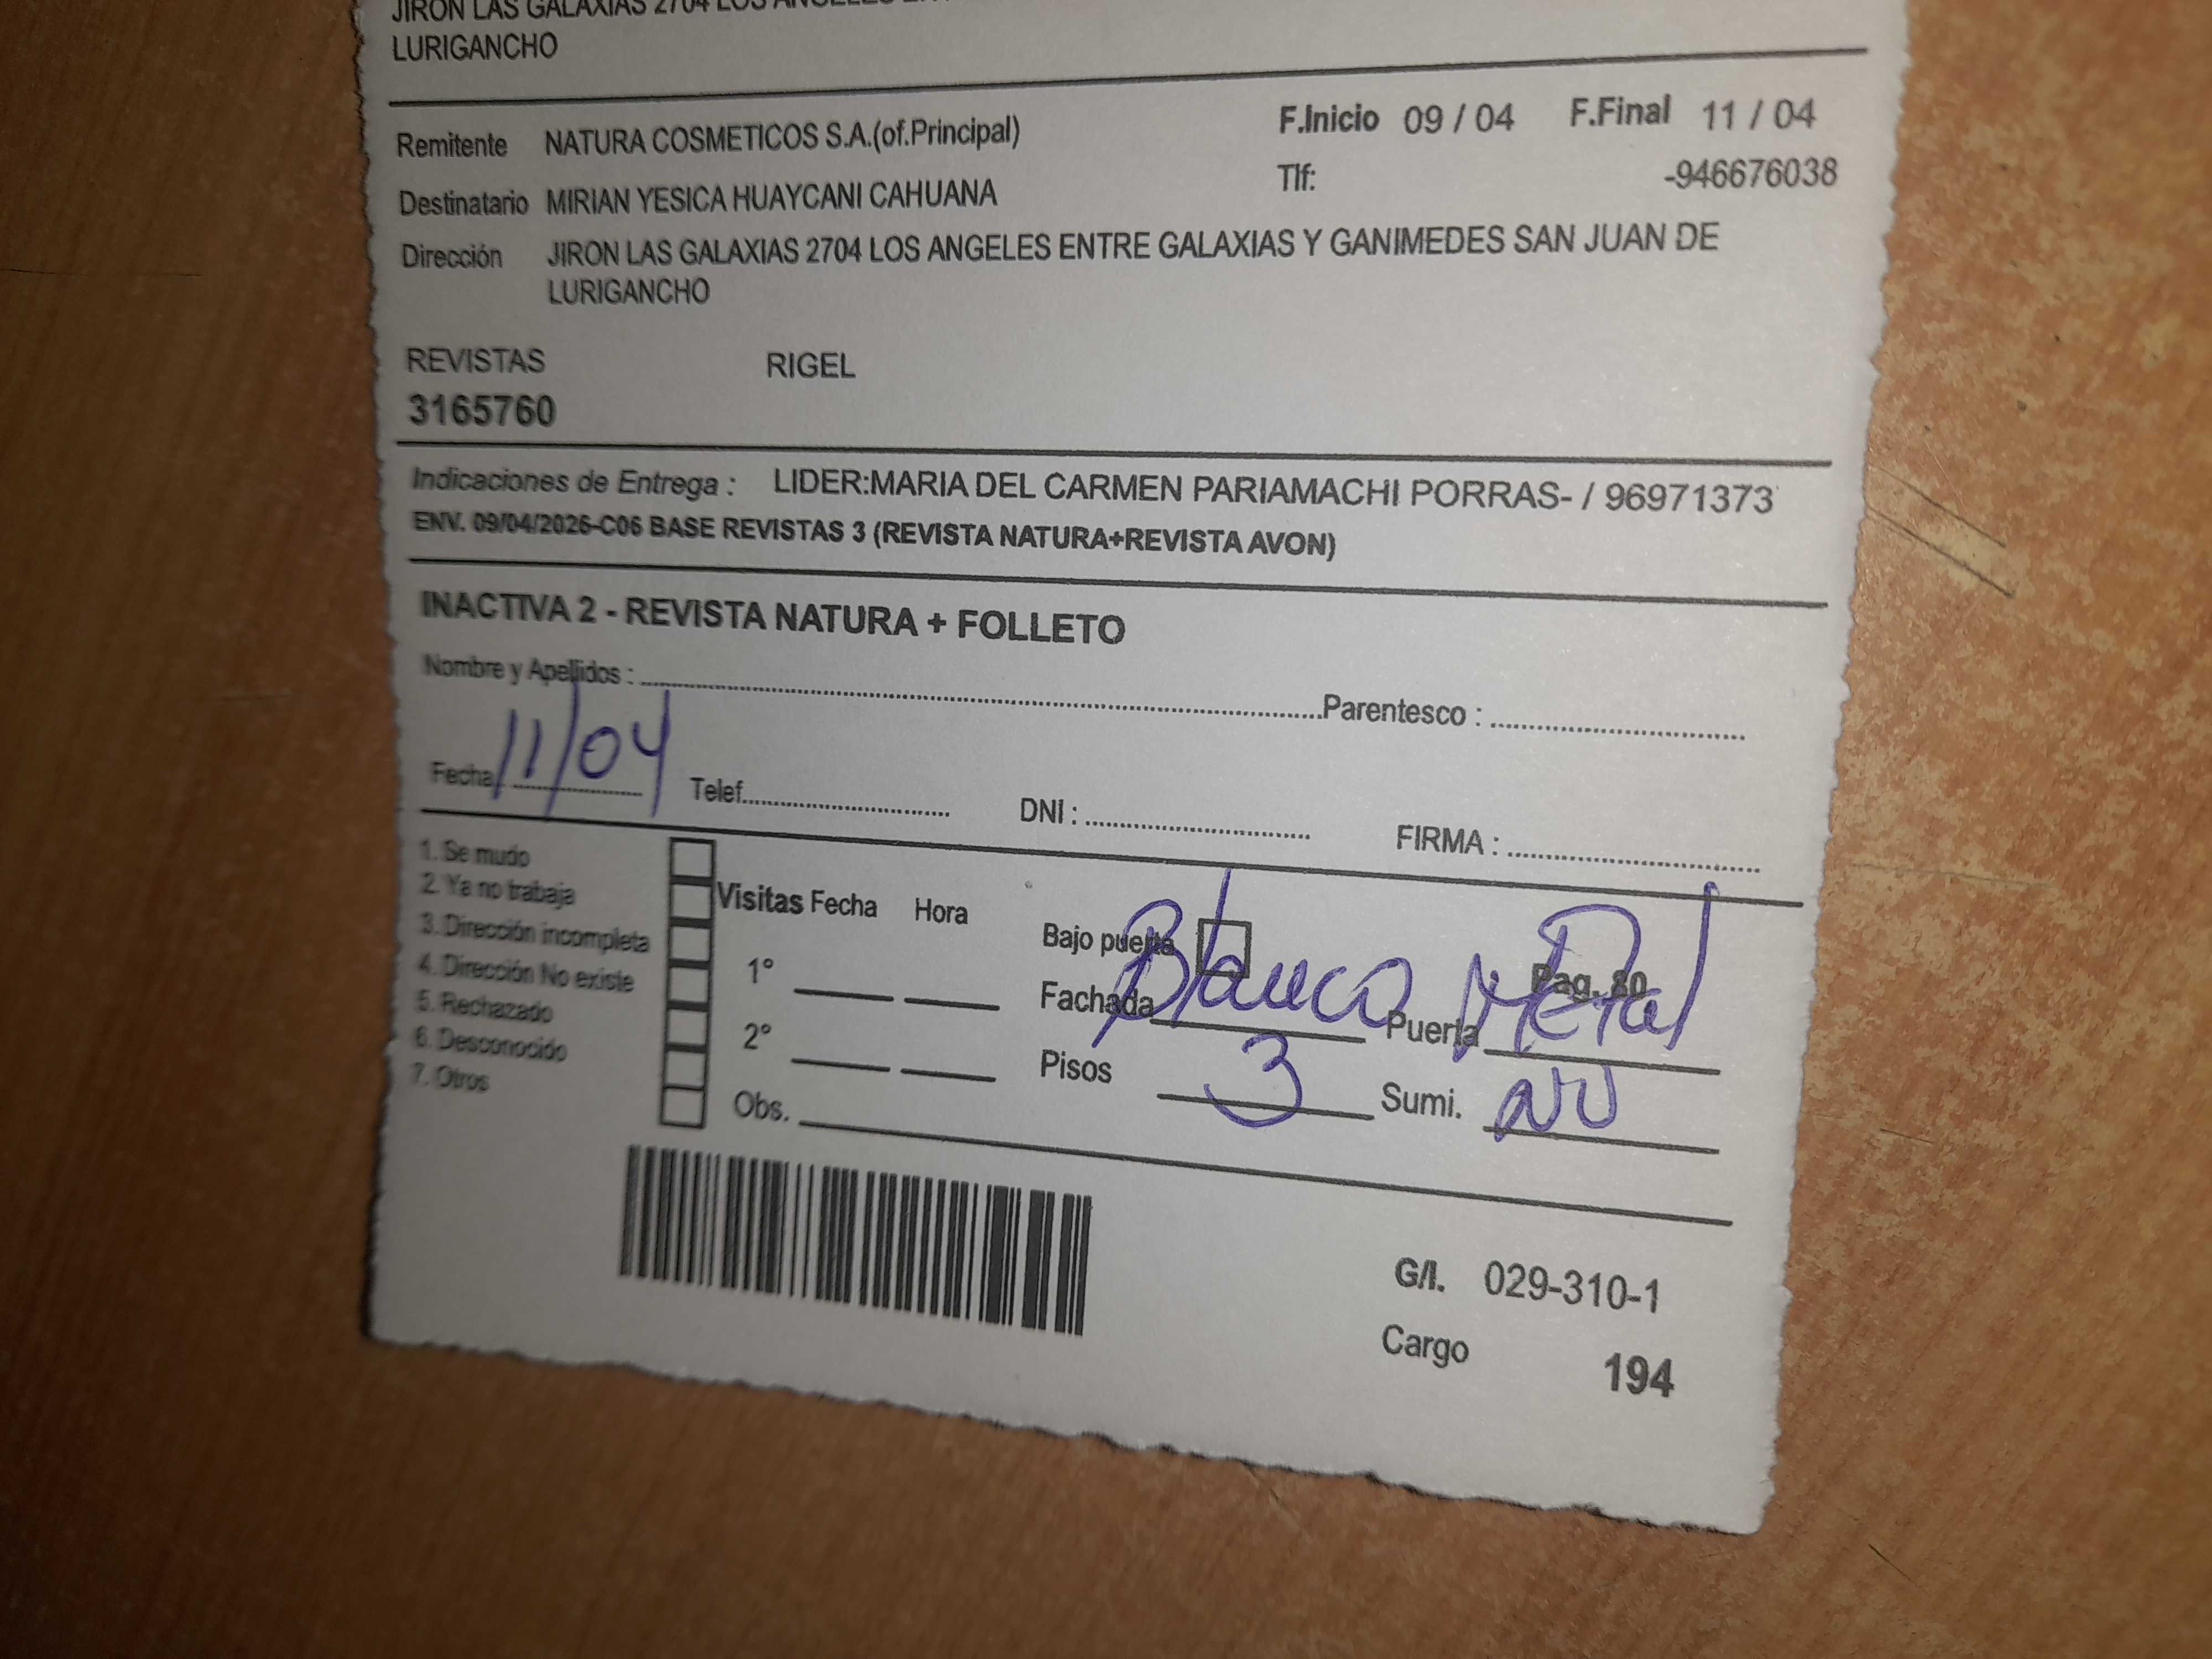 JIRON LAS GALAXIAS 2704 LOS ANGELES
LURIGANCHO
Remitente NATURA COSMETICOS S.A.(of.Principal) F.Inicio 09 / 04 F.Final 11 / 04
Destinatario MIRIAN YESICA HUAYCANI CAHUANA Tlf: -946676038
Dirección JIRON LAS GALAXIAS 2704 LOS ANGELES ENTRE GALAXIAS Y GANIMEDES SAN JUAN DE
LURIGANCHO
REVISTAS RIGEL
3165760
Indicaciones de Entrega : LIDER:MARIA DEL CARMEN PARIAMACHI PORRAS- / 96971373
ENV. 09/04/2026-C06 BASE REVISTAS 3 (REVISTA NATURA+REVISTA AVON)
INACTIVA 2 - REVISTA NATURA + FOLLETO
Nombre y Apellidos : Parentesco :
Fecha 11/04 Telef. DNI : FIRMA :
1. Se mudo
2. Ya no trabaja
3. Dirección incompleta
4. Dirección No existe
5. Rechazado
6. Desconocido
7. Otros
Visitas Fecha Hora
1°
2°
Obs.
Bajo puerta
Pag. 80
Fachada Blanco Puerta Metal
Pisos 3 Sumi.
G/I. 029-310-1
Cargo 194